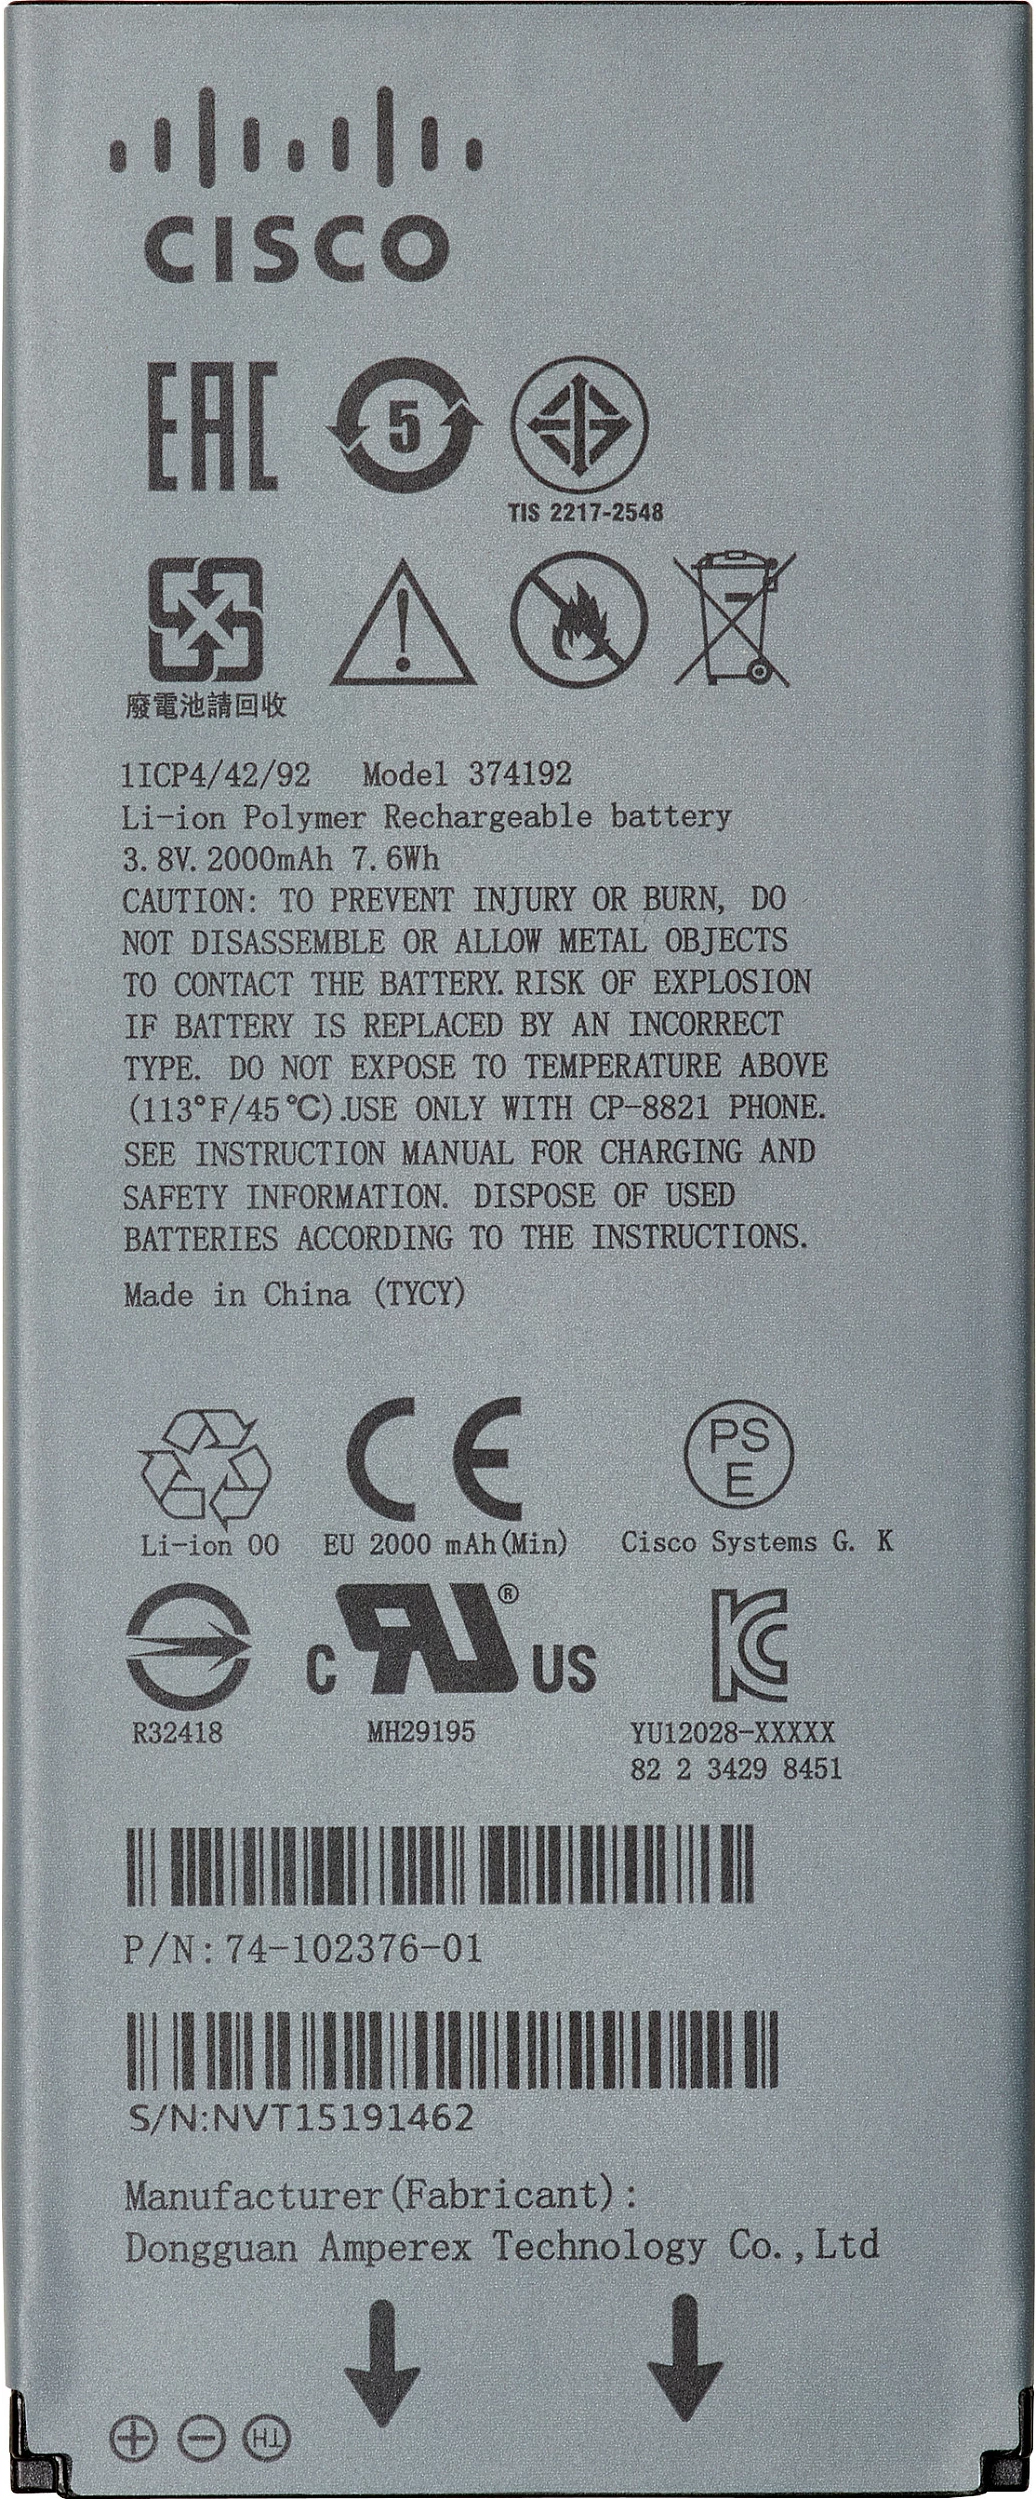 CISCO
EAC
5
TIS 2217-2548
廢電池請回收
1ICP4/42/92 Model 374192
Li-ion Polymer Rechargeable battery
3.8V. 2000mAh 7.6Wh
CAUTION: TO PREVENT INJURY OR BURN, DO
NOT DISASSEMBLE OR ALLOW METAL OBJECTS
TO CONTACT THE BATTERY. RISK OF EXPLOSION
IF BATTERY IS REPLACED BY AN INCORRECT
TYPE. DO NOT EXPOSE TO TEMPERATURE ABOVE
(113°F/45℃).USE ONLY WITH CP-8821 PHONE.
SEE INSTRUCTION MANUAL FOR CHARGING AND
SAFETY INFORMATION. DISPOSE OF USED
BATTERIES ACCORDING TO THE INSTRUCTIONS.
Made in China (TYCY)
CE
PS
E
Li-ion 00 EU 2000 mAh(Min) Cisco Systems G. K
C RU ® US KC
R32418 MH29195 YU12028-XXXXX
82 2 3429 8451
P/N: 74-102376-01
S/N:NVT15191462
Manufacturer(Fabricant):
Dongguan Amperex Technology Co.,Ltd
+ - TH